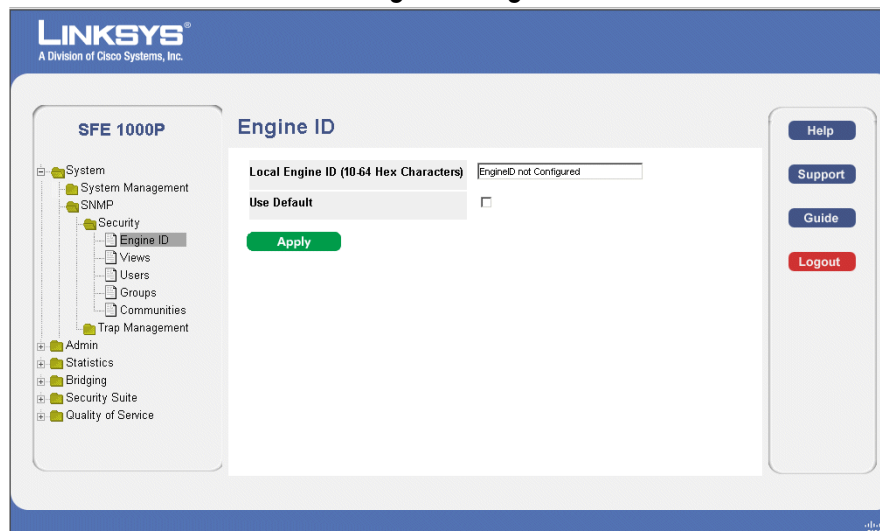 LINKSYS®
A Division of Cisco Systems, Inc.
SFE 1000P
System
System Management
SNMP
Security
Engine ID
Views
Users
Groups
Communities
Trap Management
Admin
Statistics
Bridging
Security Suite
Quality of Service
Engine ID
Local Engine ID (10-64 Hex Characters) EngineID not Configured
Use Default
Apply
Help
Support
Guide
Logout